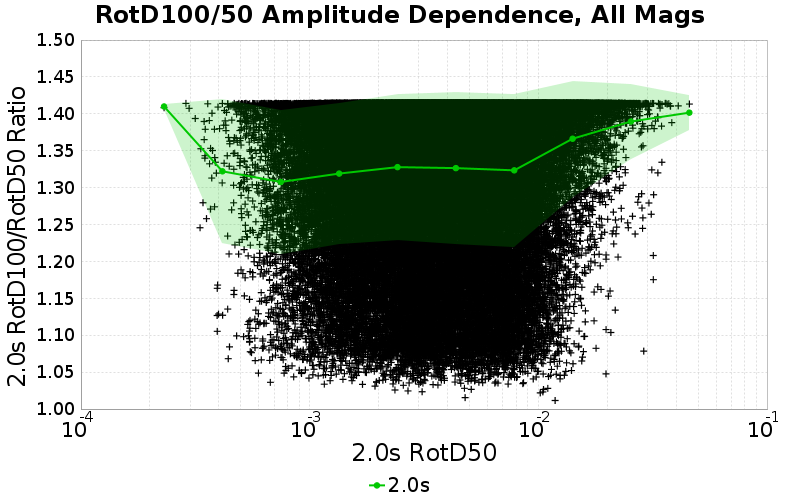 RotD100/50 Amplitude Dependence, All Mags
2.0s RotD100/RotD50 Ratio
1.50
1.45
1.40
1.35
1.30
1.25
1.20
1.15
1.10
1.05
1.00
10-4 10-3 10-2 10-1
2.0s RotD50
2.0s